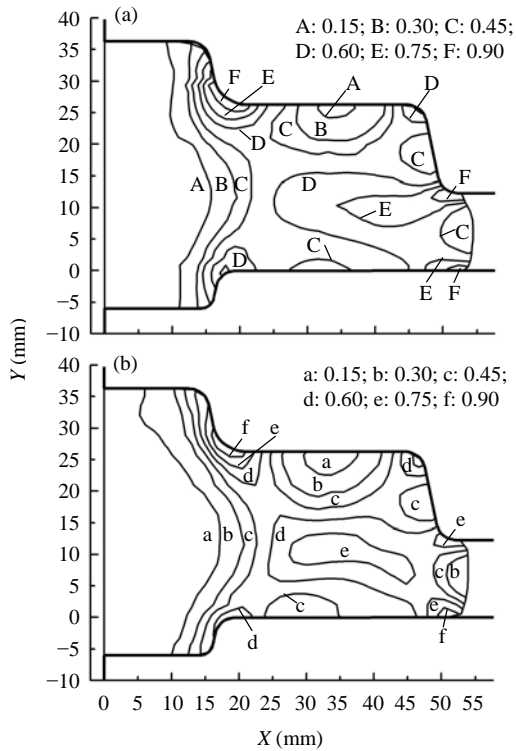 (a)
A: 0.15; B: 0.30; C: 0.45;
D: 0.60; E: 0.75; F: 0.90
40
35
30
25
20
15
10
5
0
−5
−10
F E A D
D C B
C
A B C D
F
E
C
C
D
E F
Y (mm)
(b)
a: 0.15; b: 0.30; c: 0.45;
d: 0.60; e: 0.75; f: 0.90
40
35
30
25
20
15
10
5
0
−5
−10
f e
d a d
b
c c
a b c d e
e
c b
c e
d f
0 5 10 15 20 25 30 35 40 45 50 55
X (mm)